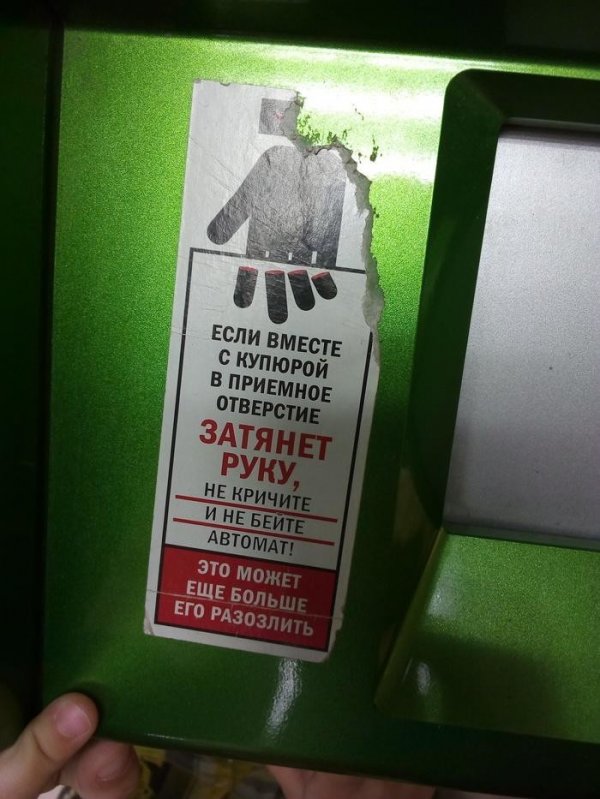 ЕСЛИ ВМЕСТЕ
С КУПЮРОЙ
В ПРИЕМНОЕ
ОТВЕРСТИЕ
ЗАТЯНЕТ
РУКУ,
НЕ КРИЧИТЕ
И НЕ БЕЙТЕ
АВТОМАТ!
ЭТО МОЖЕТ
ЕЩЕ БОЛЬШЕ
ЕГО РАЗОЗЛИТЬ